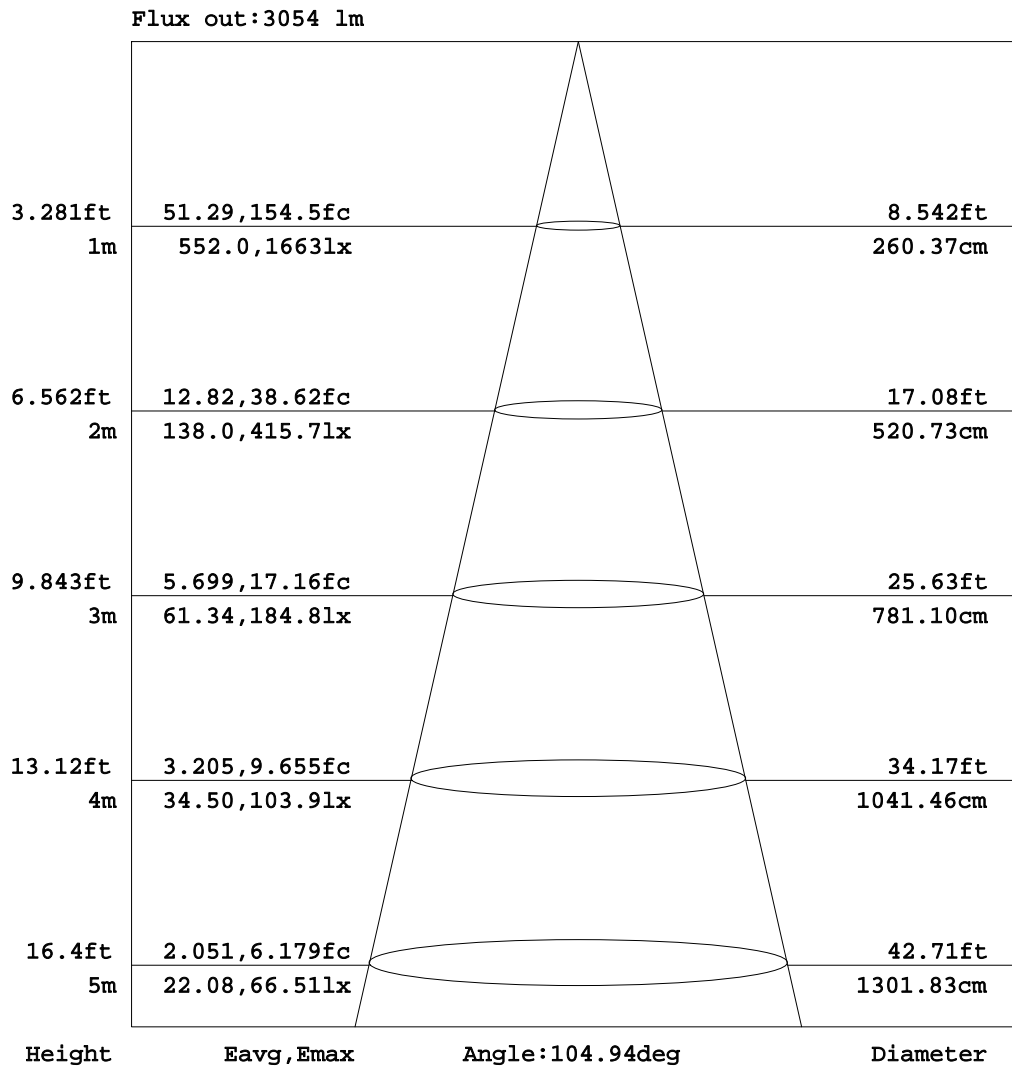 Flux out:3054 lm
3.281ft 51.29,154.5fc 8.542ft
1m 552.0,1663lx 260.37cm
6.562ft 12.82,38.62fc 17.08ft
2m 138.0,415.7lx 520.73cm
9.843ft 5.699,17.16fc 25.63ft
3m 61.34,184.8lx 781.10cm
13.12ft 3.205,9.655fc 34.17ft
4m 34.50,103.9lx 1041.46cm
16.4ft 2.051,6.179fc 42.71ft
5m 22.08,66.51lx 1301.83cm
Height Eavg,Emax Angle:104.94deg Diameter